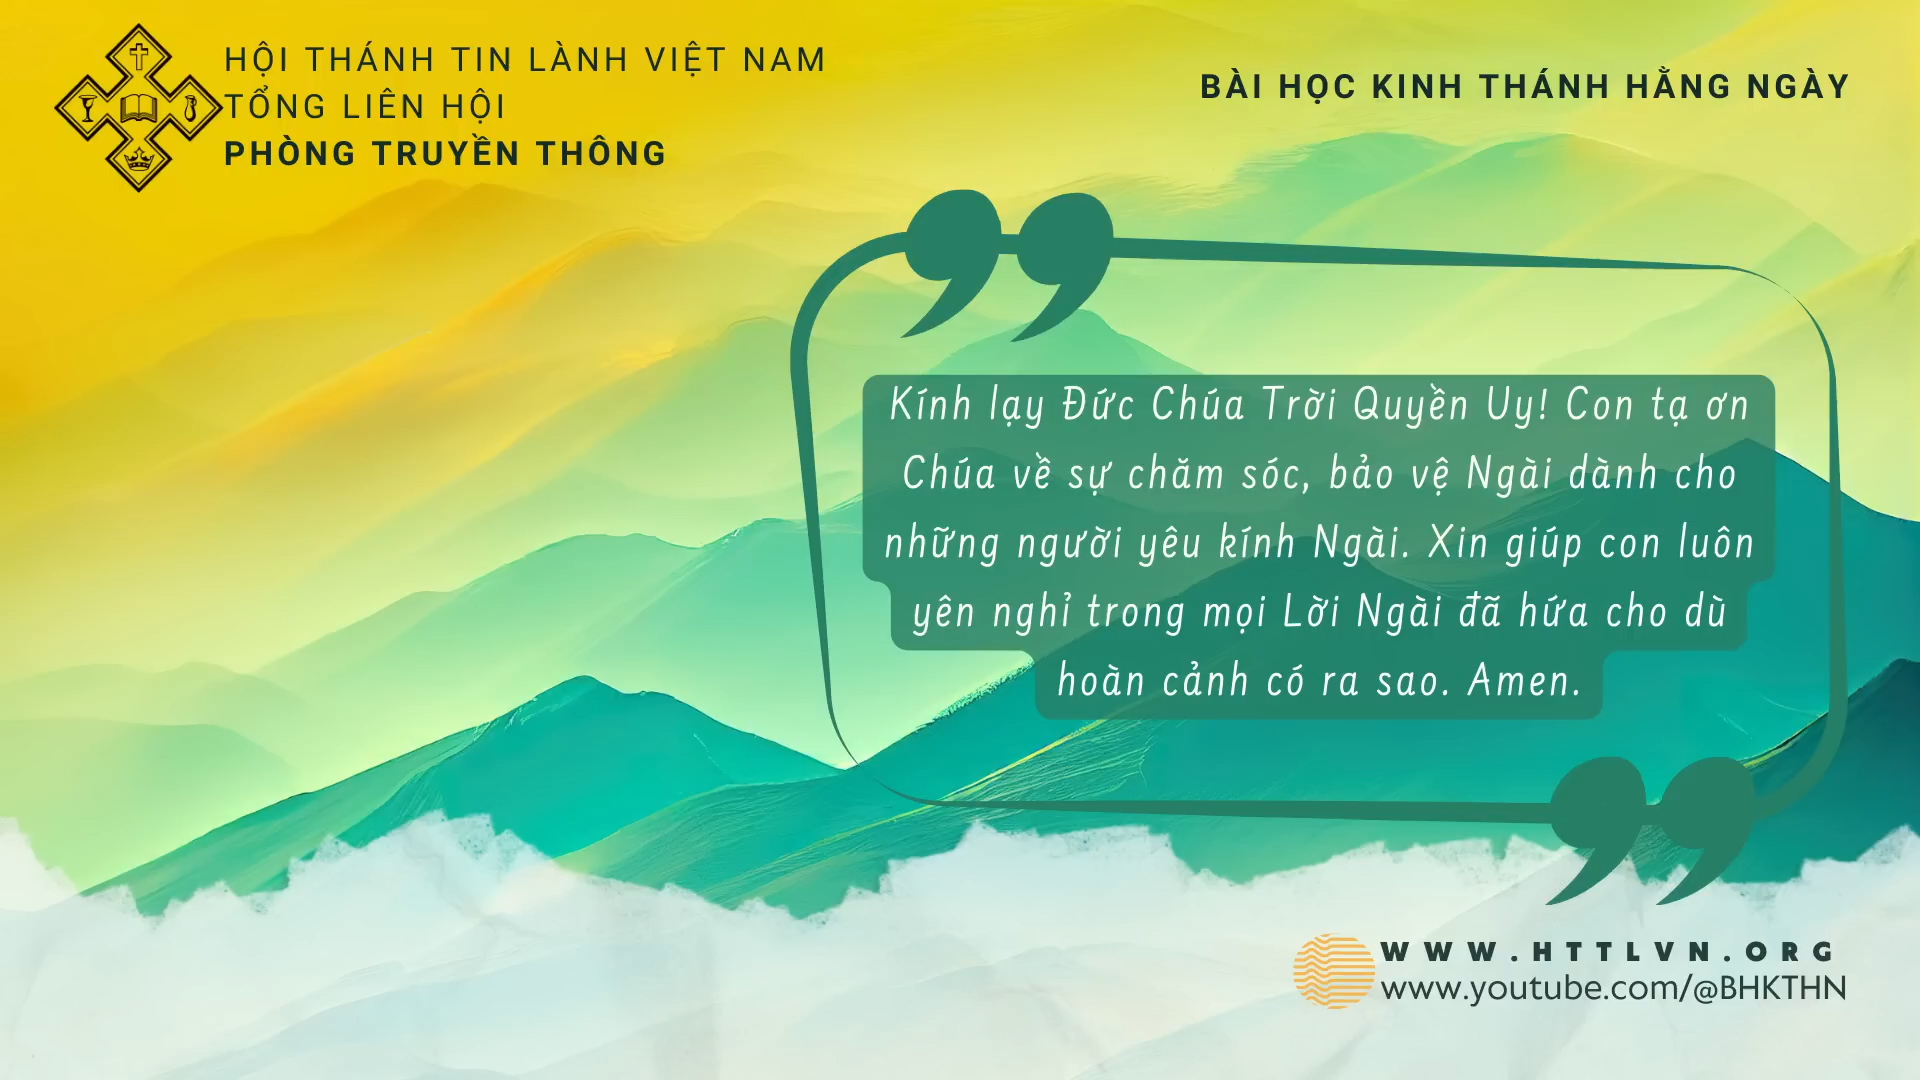 HỘI THÁNH TIN LÀNH VIỆT NAM
TỔNG LIÊN HỘI
PHÒNG TRUYỀN THÔNG
BÀI HỌC KINH THÁNH HẰNG NGÀY
Kính lạy Đức Chúa Trời Quyền Uy! Con tạ ơn
Chúa về sự chăm sóc, bảo vệ Ngài dành cho
những người yêu kính Ngài. Xin giúp con luôn
yên nghỉ trong mọi Lời Ngài đã hứa cho dù
hoàn cảnh có ra sao. Amen.
WWW.HTTLVN.ORG
www.youtube.com/@BHKTHN